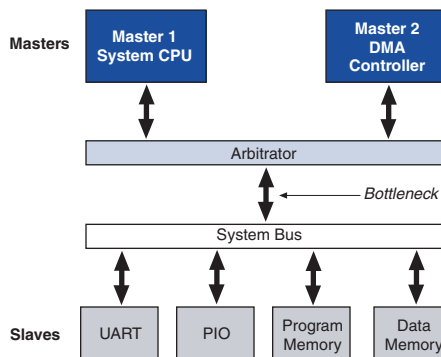 Masters
Master 1
System CPU
Master 2
DMA
Controller
Arbitrator
Bottleneck
System Bus
Slaves
UART
PIO
Program
Memory
Data
Memory